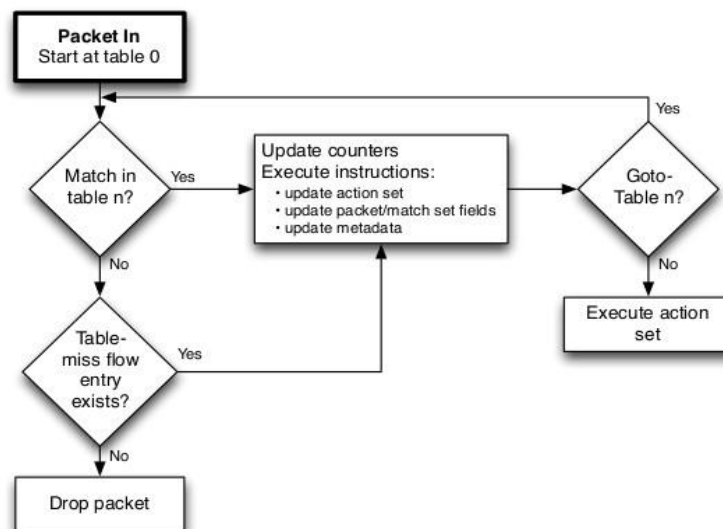 Packet In
Start at table 0
Yes
Match in
table n?
Yes
Update counters
Execute instructions:
• update action set
• update packet/match set fields
• update metadata
Goto-
Table n?
No
No
Table-
miss flow
entry
exists?
Yes
Execute action
set
No
Drop packet